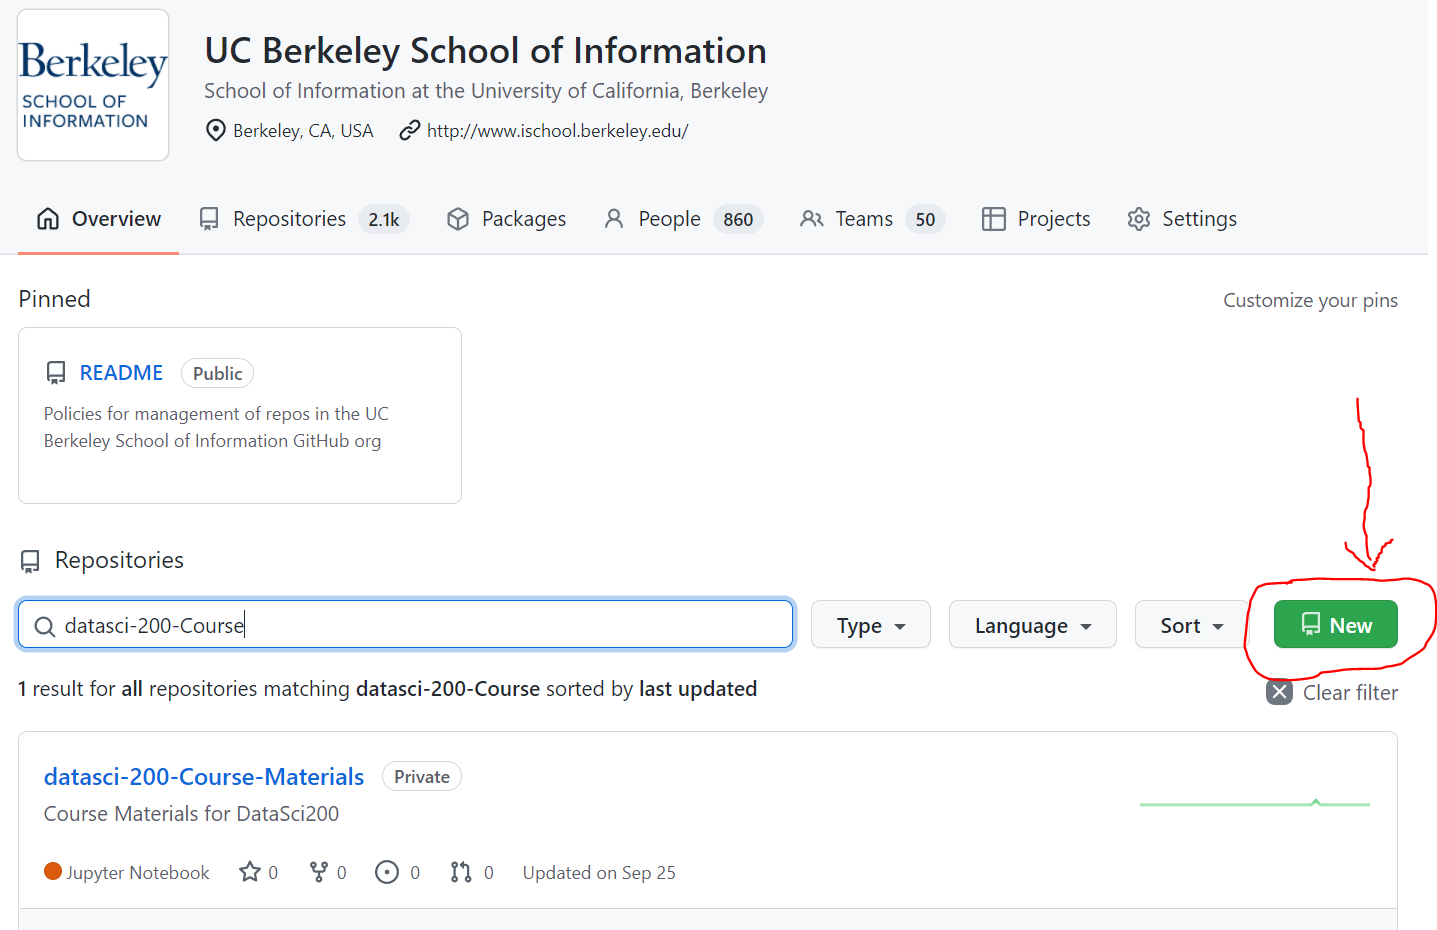 Berkeley
SCHOOL OF
INFORMATION
UC Berkeley School of Information
School of Information at the University of California, Berkeley
Berkeley, CA, USA http://www.ischool.berkeley.edu/
Overview Repositories 2.1k Packages People 860 Teams 50 Projects Settings
Pinned Customize your pins
README Public
Policies for management of repos in the UC
Berkeley School of Information GitHub org
Repositories
datasci-200-Course Type Language Sort New
1 result for all repositories matching datasci-200-Course sorted by last updated Clear filter
datasci-200-Course-Materials Private
Course Materials for DataSci200
Jupyter Notebook 0 0 0 0 Updated on Sep 25